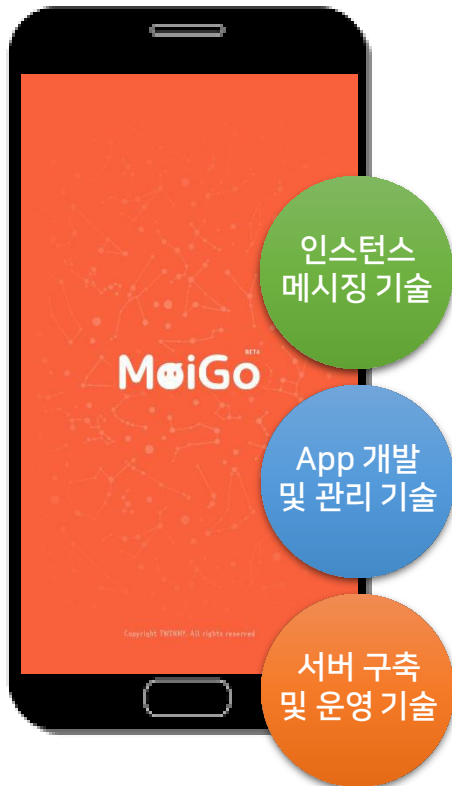 인스턴스
메시징 기술
BETA
MoiGo
App 개발
및 관리 기술
Copyright TWINNY. All rights reserved
서버 구축
및 운영 기술